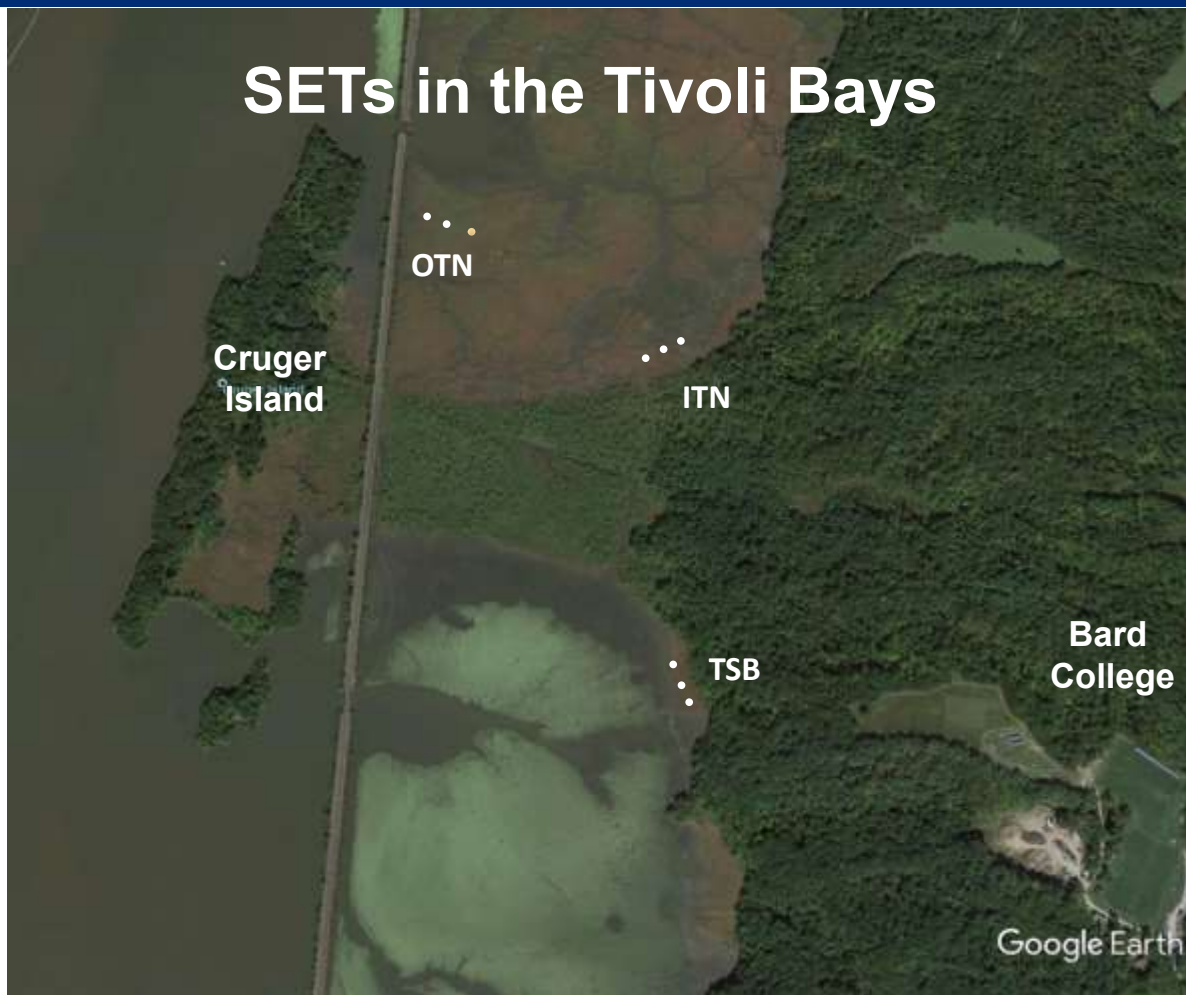 SETs in the Tivoli Bays
OTN
Cruger
Island
ITN
TSB
Bard
College
Google Earth